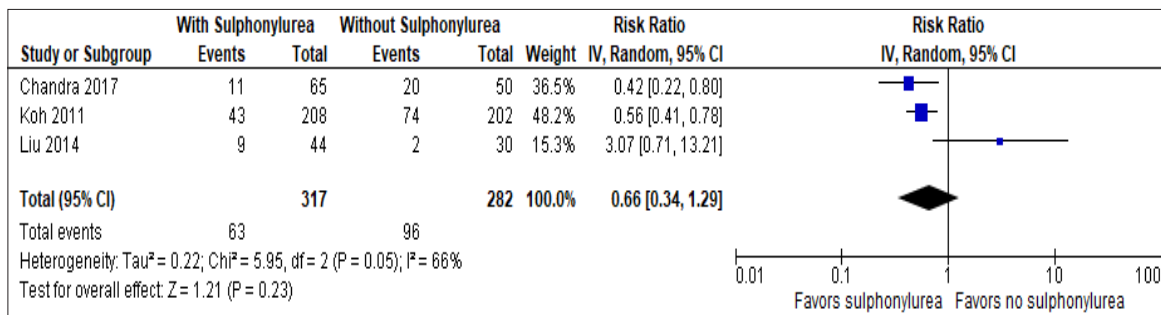 With Sulphonylurea Without Sulphonylurea Risk Ratio Risk Ratio
Study or Subgroup Events Total Events Total Weight IV, Random, 95% CI IV, Random, 95% CI
Chandra 2017 11 65 20 50 36.5% 0.42 [0.22, 0.80]
Koh 2011 43 208 74 202 48.2% 0.56 [0.41, 0.78]
Liu 2014 9 44 2 30 15.3% 3.07 [0.71, 13.21]
Total (95% CI) 317 282 100.0% 0.66 [0.34, 1.29]
Total events 63 96
Heterogeneity: Tau² = 0.22; Chi² = 5.95, df = 2 (P = 0.05); I² = 66%
Test for overall effect: Z = 1.21 (P = 0.23)
0.01 0.1 1 10 100
Favors sulphonylurea Favors no sulphonylurea